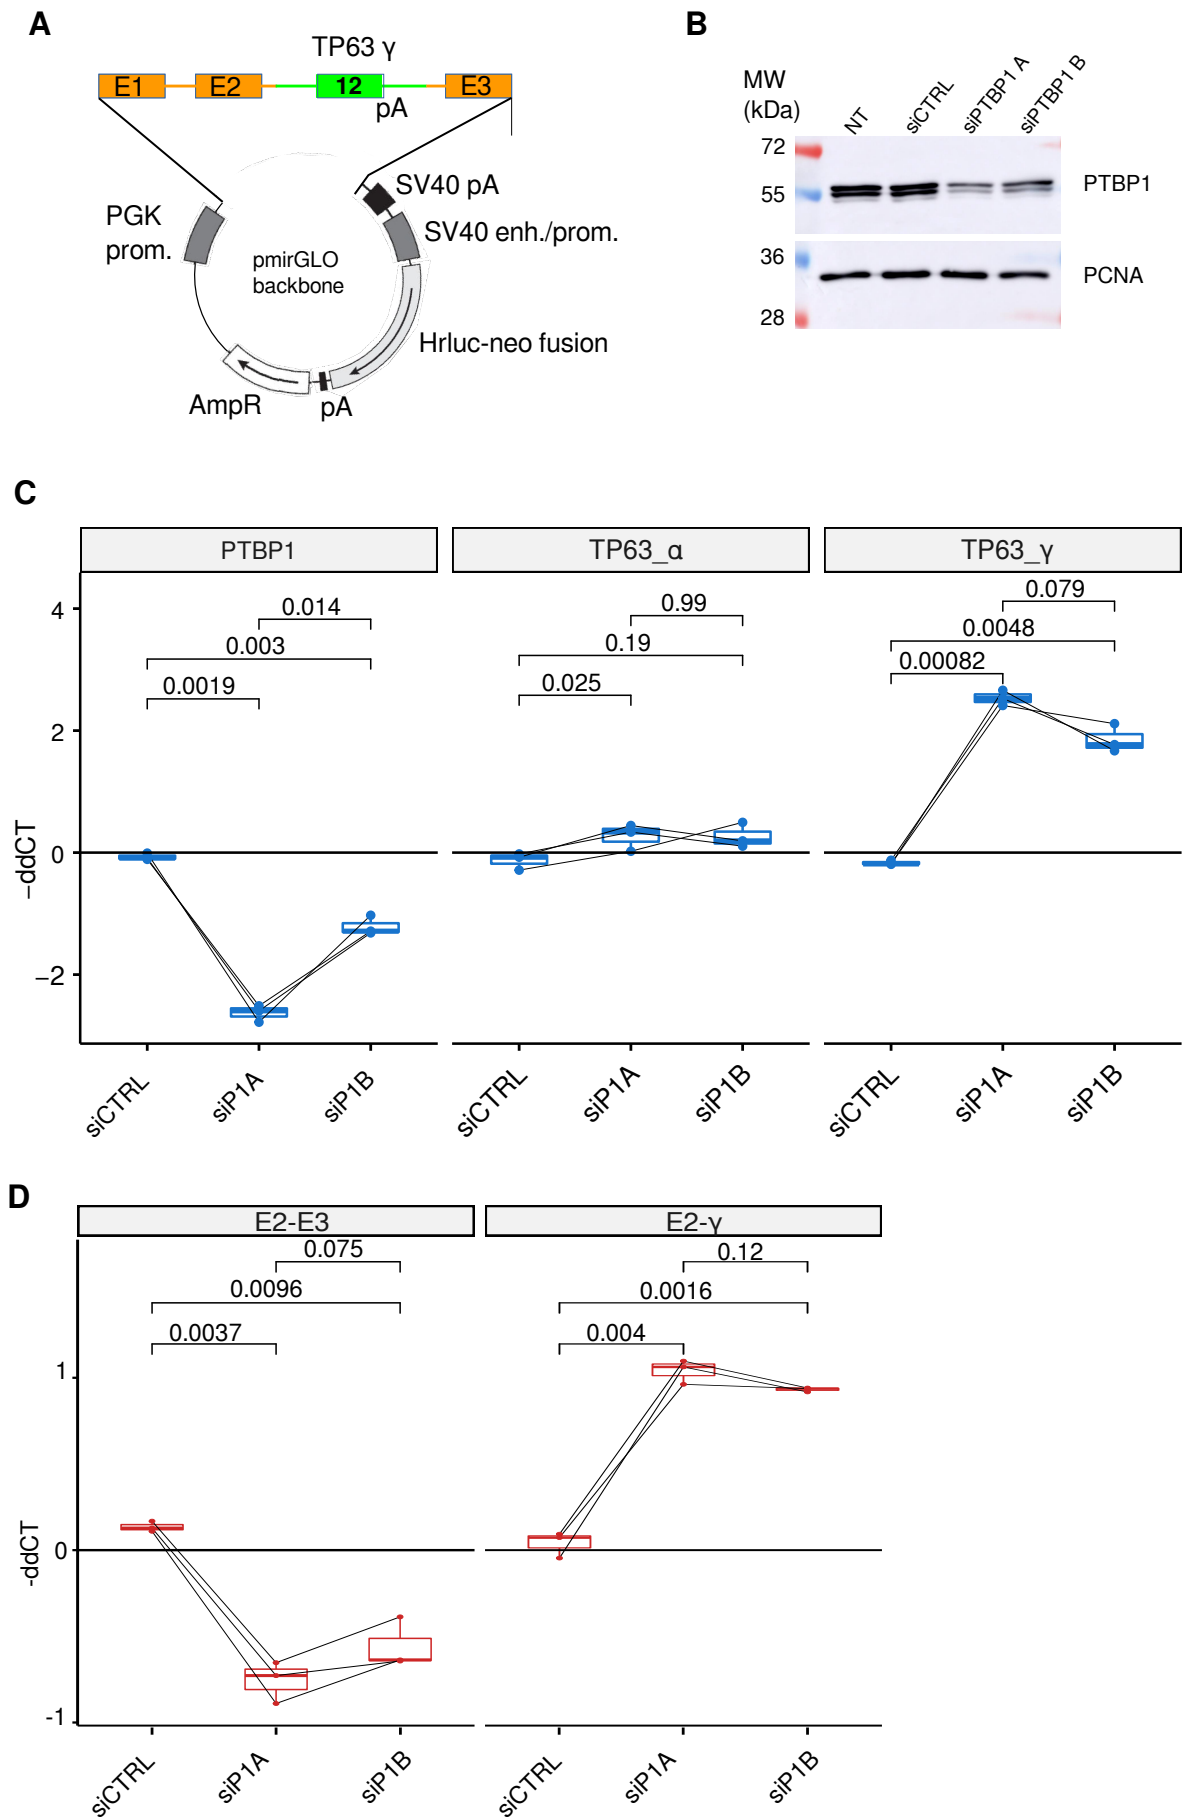 A
TP63 γ
E1
E2
12
E3
pA
SV40 pA
PGK
prom.
SV40 enh./prom.
pmirGLO
backbone
Hrluc-neo fusion
AmpR
pA
B
MW
(kDa)
NT
siCTRL
siPTBP1 A
siPTBP1 B
72
55
PTBP1
36
28
PCNA
C
PTBP1
TP63_α
TP63_γ
4
2
0
−2
−ddCT
0.014
0.003
0.0019
0.99
0.19
0.025
0.079
0.0048
0.00082
siCTRL
siP1A
siP1B
siCTRL
siP1A
siP1B
siCTRL
siP1A
siP1B
D
E2-E3
E2-γ
1
0
-1
-ddCT
0.075
0.0096
0.0037
0.12
0.0016
0.004
siCTRL
siP1A
siP1B
siCTRL
siP1A
siP1B